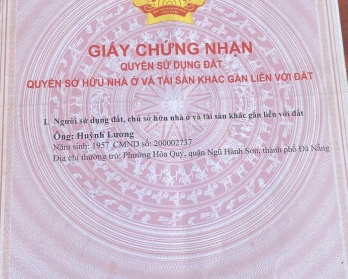 GIẤY CHỨNG NHẬN
QUYỀN SỬ DỤNG ĐẤT
QUYỀN SỞ HỮU NHÀ Ở VÀ TÀI SẢN KHÁC GẮN LIỀN VỚI ĐẤT
I. Người sử dụng đất, chủ sở hữu nhà ở và tài sản khác gắn liền với đất
Ông: Huỳnh Lương
Năm sinh: 1957 CMND số: 200002737
Địa chỉ thường trú: Phường Hòa Quý, quận Ngũ Hành Sơn, thành phố Đà Nẵng